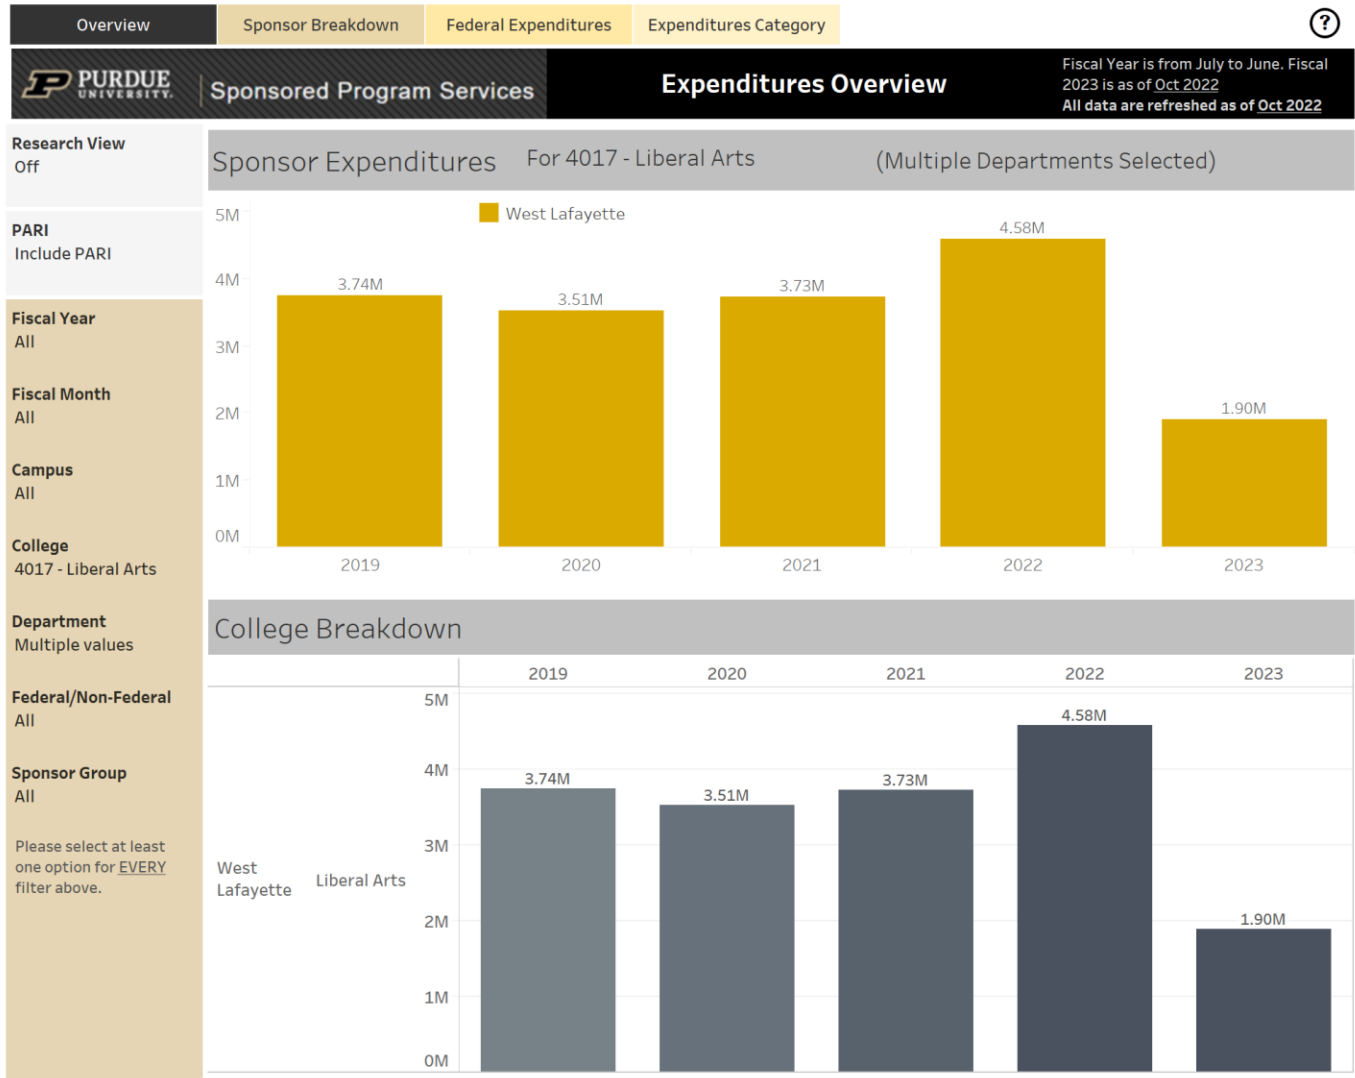 Overview
Sponsor Breakdown
Federal Expenditures
Expenditures Category
?
PURDUE
UNIVERSITY.
Sponsored Program Services
Expenditures Overview
Fiscal Year is from July to June. Fiscal
2023 is as of Oct 2022
All data are refreshed as of Oct 2022
Research View
Off
PARI
Include PARI
Fiscal Year
All
Fiscal Month
All
Campus
All
College
4017 - Liberal Arts
Department
Multiple values
Federal/Non-Federal
All
Sponsor Group
All
Please select at least
one option for EVERY
filter above.
Sponsor Expenditures
For 4017 - Liberal Arts
(Multiple Departments Selected)
West Lafayette
5M
4M
3M
2M
1M
0M
3.74M
3.51M
3.73M
4.58M
1.90M
2019
2020
2021
2022
2023
College Breakdown
2019
2020
2021
2022
2023
West
Lafayette
Liberal Arts
5M
4M
3M
2M
1M
0M
3.74M
3.51M
3.73M
4.58M
1.90M